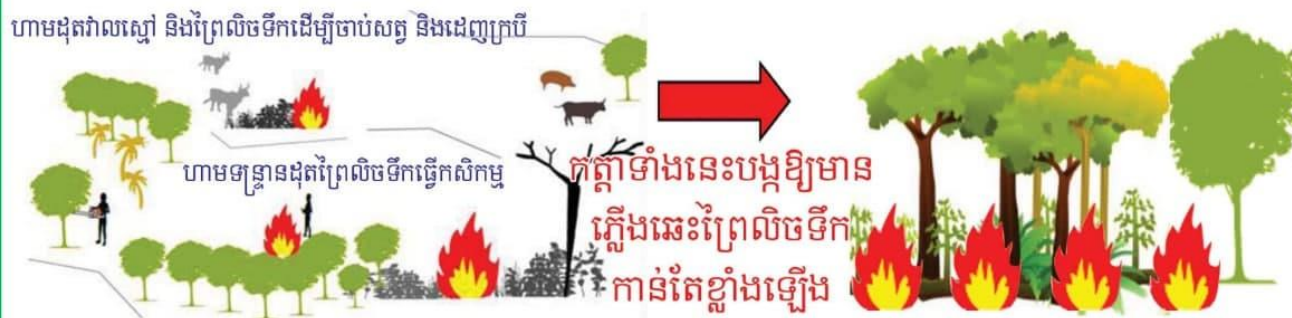 ហាមដុតវាលស្មៅ និងព្រៃលិចទឹកដើម្បីចាប់សត្វ និងដេញក្របី
ហាមទន្ទ្រានដុតព្រៃលិចទឹកធ្វើកសិកម្ម
កត្តាទាំងនេះបង្កឱ្យមាន
ភ្លើងឆេះព្រៃលិចទឹក
កាន់តែខ្លាំងឡើង